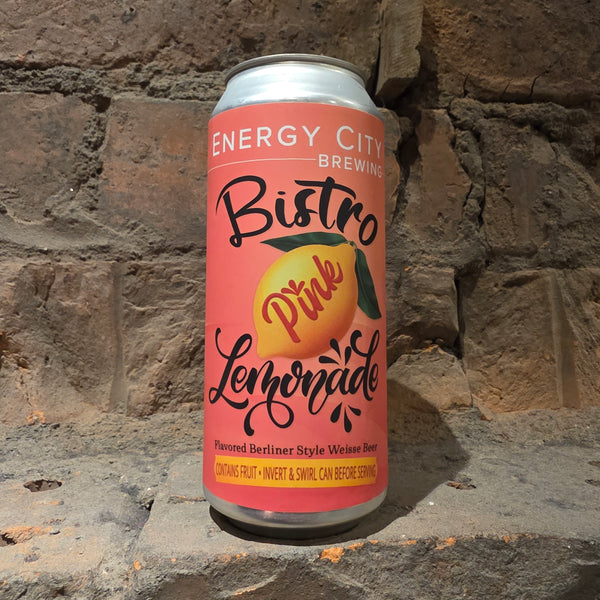 ENERGY CITY
BREWING
Bistro
Pink
Lemonade
Flavored Berliner Style Weisse Beer
CONTAINS FRUIT • INVERT & SWIRL CAN BEFORE SERVING